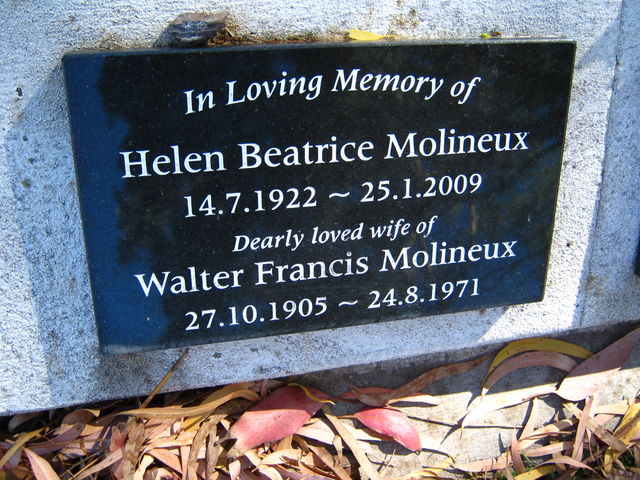 In Loving Memory of
Helen Beatrice Molineux
14.7.1922 ~ 25.1.2009
Dearly loved wife of
Walter Francis Molineux
27.10.1905 ~ 24.8.1971